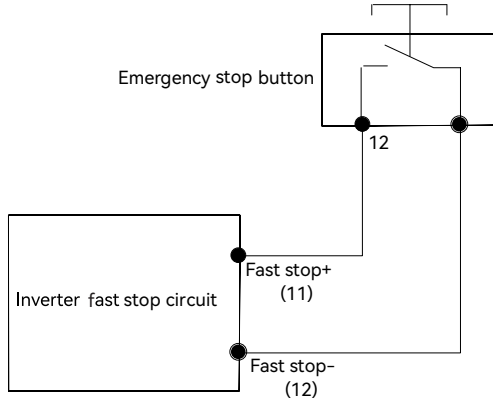 Emergency stop button
12
Fast stop+
(11)
Inverter fast stop circuit
Fast stop-
(12)